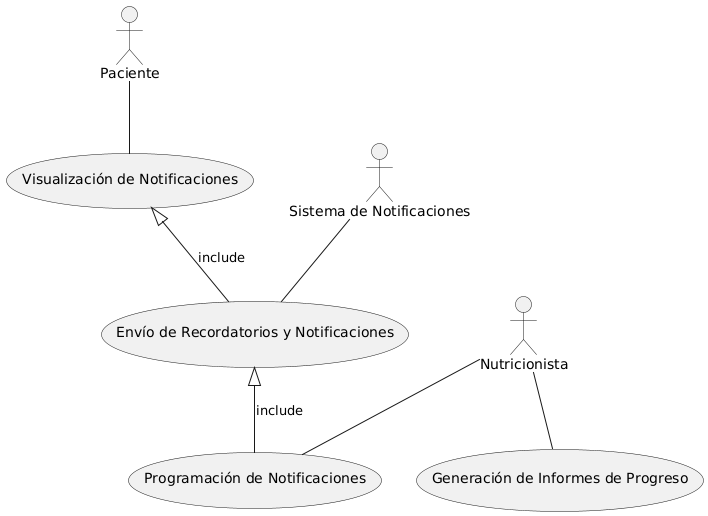 Paciente
Visualización de Notificaciones
Sistema de Notificaciones
include
Envío de Recordatorios y Notificaciones
Nutricionista
include
Programación de Notificaciones
Generación de Informes de Progreso